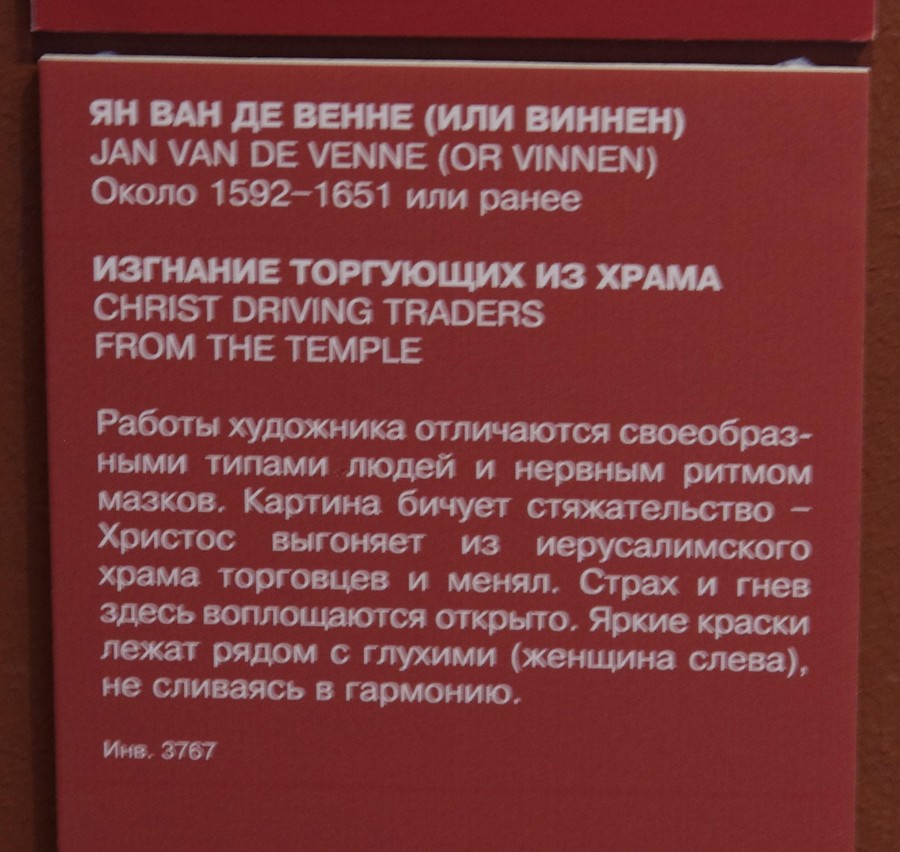 ЯН ВАН ДЕ ВЕННЕ (ИЛИ ВИННЕН)
JAN VAN DE VENNE (OR VINNEN)
Около 1592–1651 или ранее
ИЗГНАНИЕ ТОРГУЮЩИХ ИЗ ХРАМА
CHRIST DRIVING TRADERS
FROM THE TEMPLE
Работы художника отличаются своеобраз-
ными типами людей и нервным ритмом
мазков. Картина бичует стяжательство –
Христос выгоняет из иерусалимского
храма торговцев и менял. Страх и гнев
здесь воплощаются открыто. Яркие краски
лежат рядом с глухими (женщина слева),
не сливаясь в гармонию.
Инв. 3767